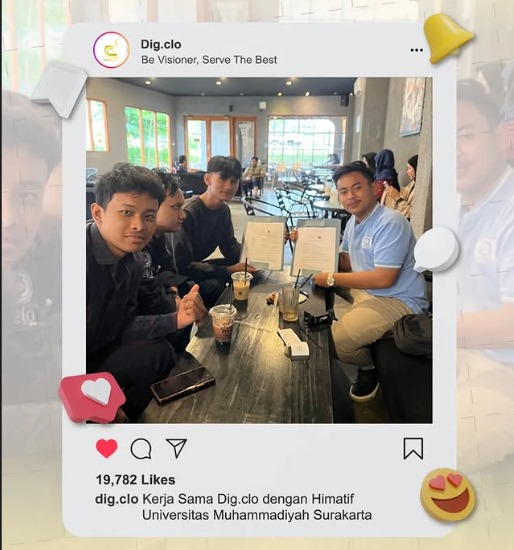 Dig.clo
Be Visioner, Serve The Best
19,782 Likes
dig.clo Kerja Sama Dig.clo dengan Himatif
Universitas Muhammadiyah Surakarta